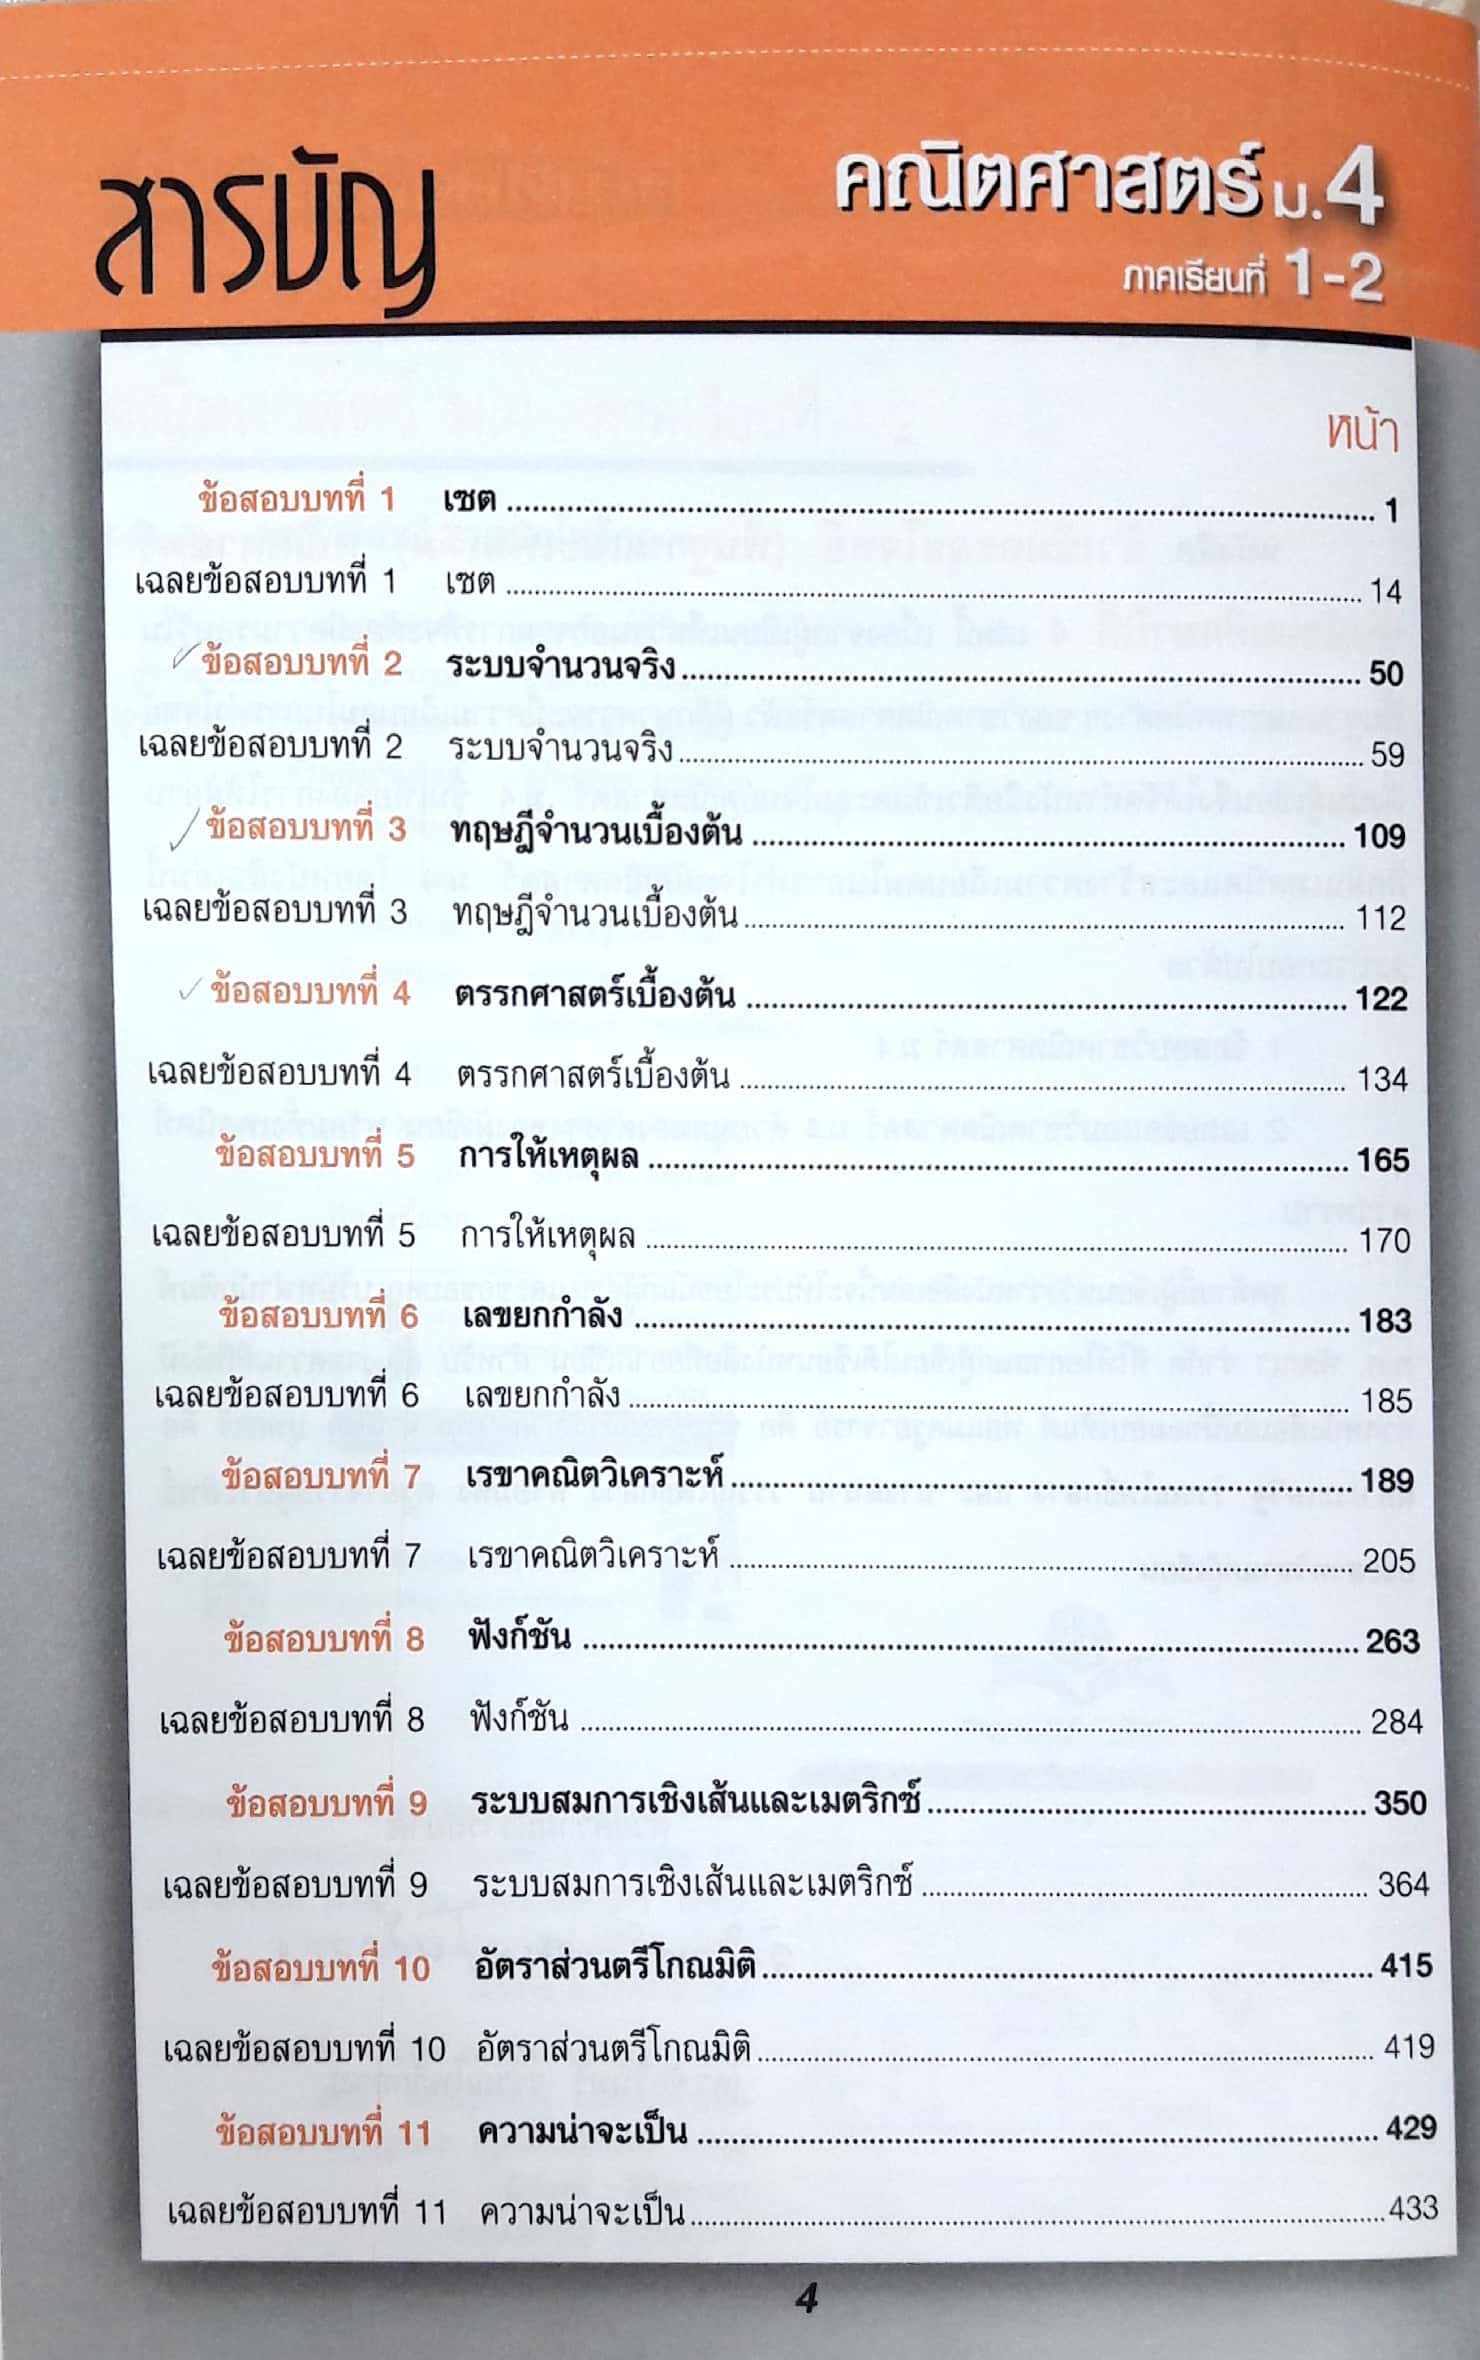 สารบัญ
คณิตศาสตร์ ม.4
ภาคเรียนที่ 1-2
หน้า
ข้อสอบบทที่ 1 เซต ........ 1
เฉลยข้อสอบบทที่ 1 เซต ........ 14
ข้อสอบบทที่ 2 ระบบจำนวนจริง ........ 50
เฉลยข้อสอบบทที่ 2 ระบบจำนวนจริง ........ 59
ข้อสอบบทที่ 3 ทฤษฎีจำนวนเบื้องต้น ........ 109
เฉลยข้อสอบบทที่ 3 ทฤษฎีจำนวนเบื้องต้น ........ 112
ข้อสอบบทที่ 4 ตรรกศาสตร์เบื้องต้น ........ 122
เฉลยข้อสอบบทที่ 4 ตรรกศาสตร์เบื้องต้น ........ 134
ข้อสอบบทที่ 5 การให้เหตุผล ........ 165
เฉลยข้อสอบบทที่ 5 การให้เหตุผล ........ 170
ข้อสอบบทที่ 6 เลขยกกำลัง ........ 183
เฉลยข้อสอบบทที่ 6 เลขยกกำลัง ........ 185
ข้อสอบบทที่ 7 เรขาคณิตวิเคราะห์ ........ 189
เฉลยข้อสอบบทที่ 7 เรขาคณิตวิเคราะห์ ........ 205
ข้อสอบบทที่ 8 ฟังก์ชัน ........ 263
เฉลยข้อสอบบทที่ 8 ฟังก์ชัน ........ 284
ข้อสอบบทที่ 9 ระบบสมการเชิงเส้นและเมตริกซ์ ........ 350
เฉลยข้อสอบบทที่ 9 ระบบสมการเชิงเส้นและเมตริกซ์ ........ 364
ข้อสอบบทที่ 10 อัตราส่วนตรีโกณมิติ ........ 415
เฉลยข้อสอบบทที่ 10 อัตราส่วนตรีโกณมิติ ........ 419
ข้อสอบบทที่ 11 ความน่าจะเป็น ........ 429
เฉลยข้อสอบบทที่ 11 ความน่าจะเป็น ........ 433
4